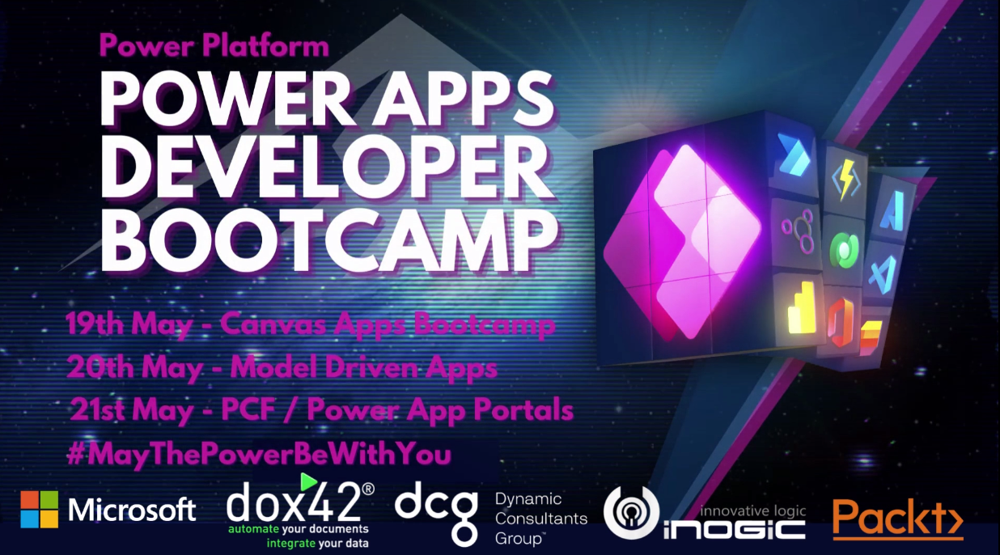 Power Platform
POWER APPS
DEVELOPER
BOOTCAMP
19th May - Canvas Apps Bootcamp
20th May - Model Driven Apps
21st May - PCF / Power App Portals
#MayThePowerBeWithYou
Microsoft
dox42®
automate your documents
integrate your data
dcg
Dynamic
Consultants
Group™
innovative logic
inogic
Packt>